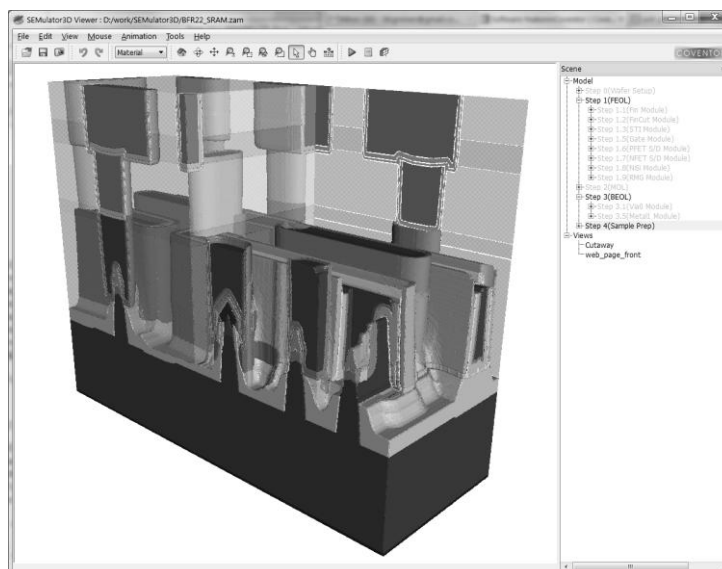 SEMulator3D Viewer : D:/work/SEMulator3D/BFR22_SRAM.zam
File Edit View Mouse Animation Tools Help
Material
COVENTOR
Scene
Model
Step 0(Wafer Setup)
Step 1(FEOL)
Step 1.1(Fin Module)
Step 1.2(FinCut Module)
Step 1.3(STI Module)
Step 1.5(Gate Module)
Step 1.6(PFET S/D Module)
Step 1.7(NFET S/D Module)
Step 1.8(NiSi Module)
Step 1.9(RMG Module)
Step 2(MOL)
Step 3(BEOL)
Step 3.1(Via0 Module)
Step 3.5(Metal1 Module)
Step 4(Sample Prep)
Views
Cutaway
web_page_front